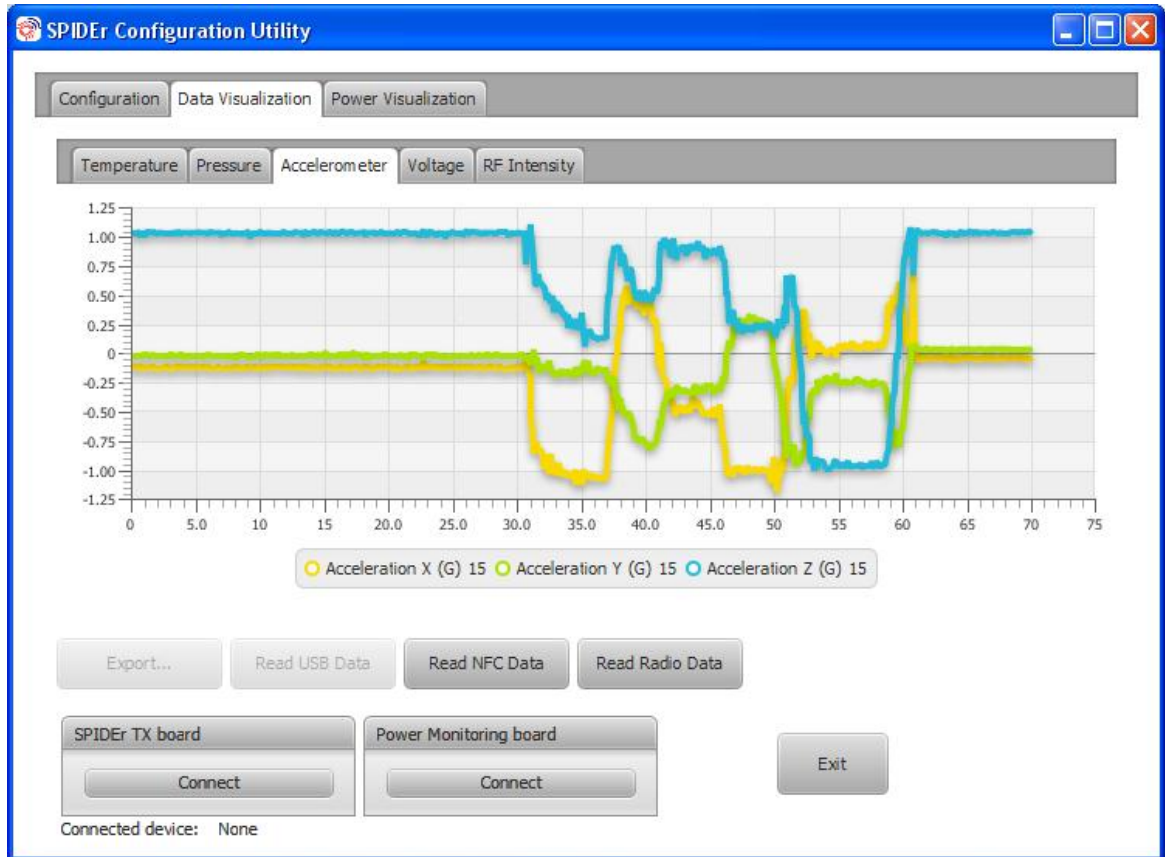 SPIDEr Configuration Utility
Configuration Data Visualization Power Visualization
Temperature Pressure Accelerometer Voltage RF Intensity
1.25
1.00
0.75
0.50
0.25
0
-0.25
-0.50
-0.75
-1.00
-1.25
0 5.0 10 15 20.0 25.0 30.0 35.0 40.0 45.0 50 55 60 65 70 75
Acceleration X (G) 15 Acceleration Y (G) 15 Acceleration Z (G) 15
Export... Read USB Data Read NFC Data Read Radio Data
SPIDEr TX board Power Monitoring board
Connect Connect Exit
Connected device: None